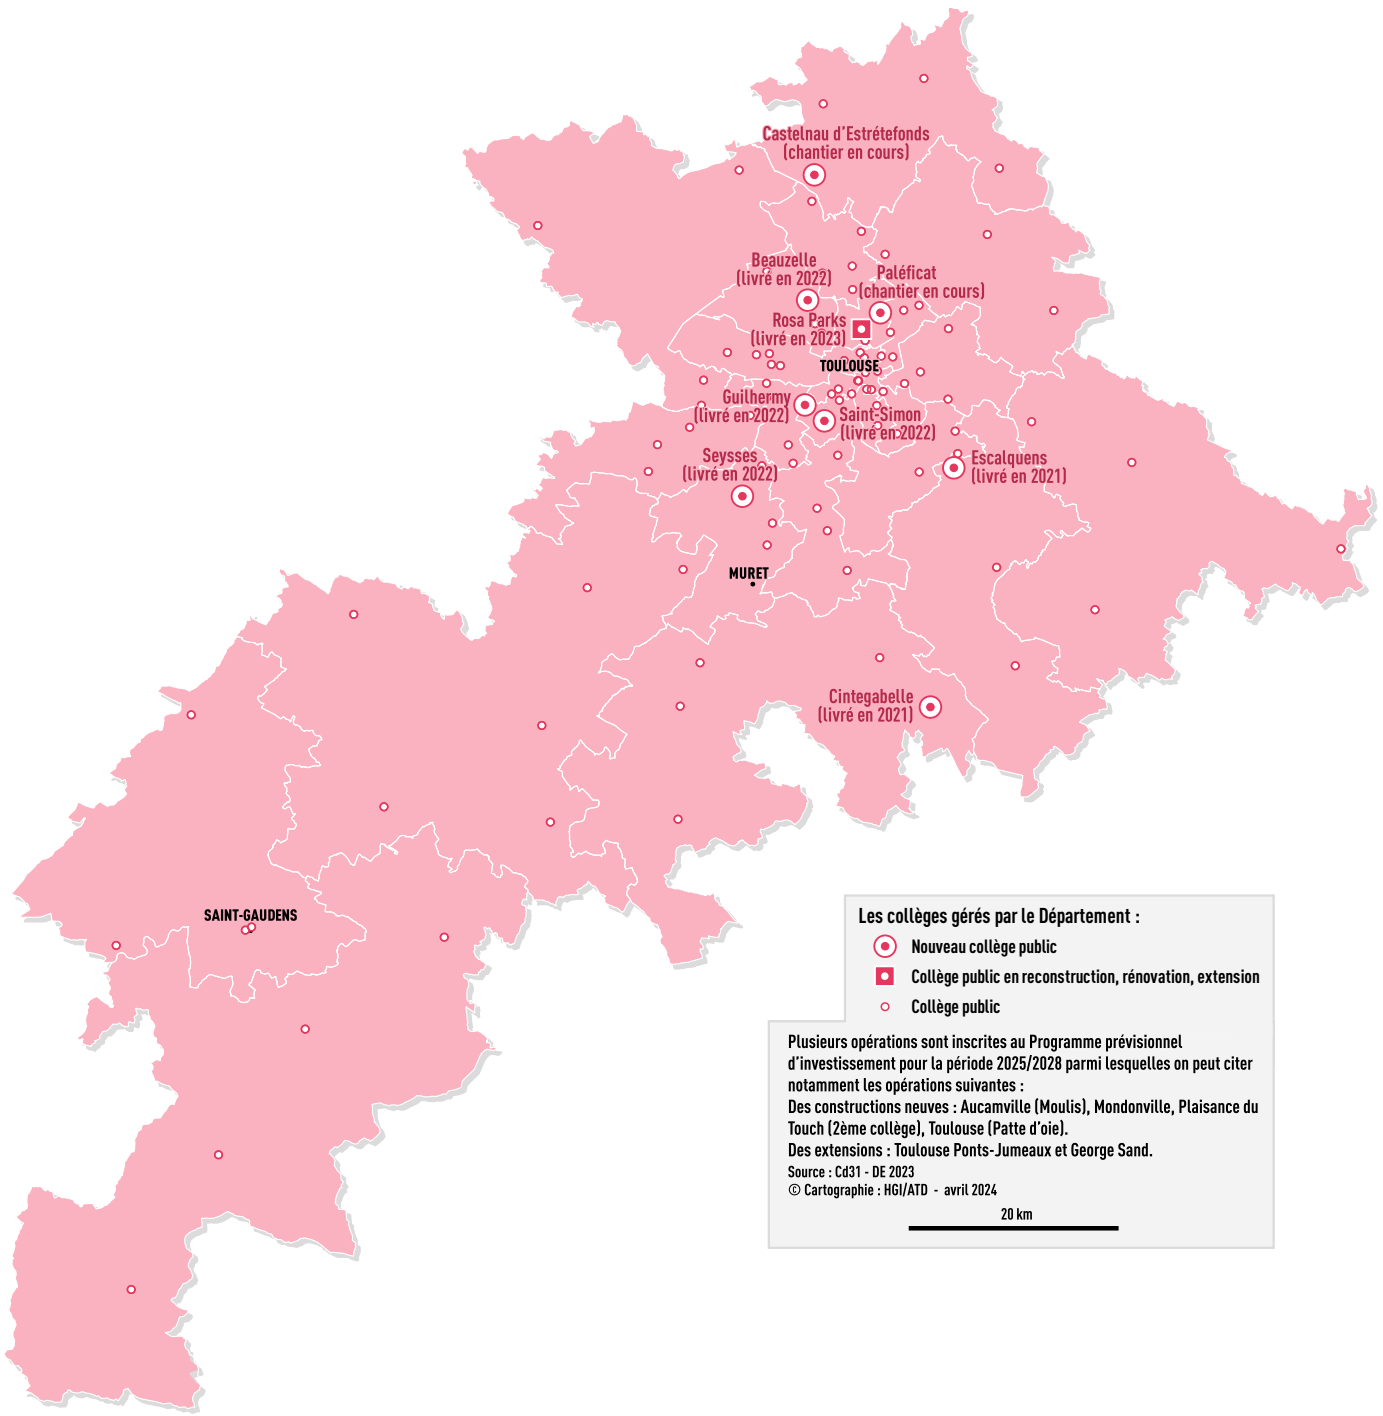 Castelnau d'Estrétefonds
(chantier en cours)
Beauzelle
(livré en 2022)
Paléficat
(chantier en cours)
Rosa Parks
(livré en 2023)
TOULOUSE
Guilhermy
(livré en 2022)
Saint-Simon
(livré en 2022)
Seysses
(livré en 2022)
Escalquens
(livré en 2021)
MURET
Cintegabelle
(livré en 2021)
SAINT-GAUDENS
Les collèges gérés par le Département :
Nouveau collège public
Collège public en reconstruction, rénovation, extension
Collège public
Plusieurs opérations sont inscrites au Programme prévisionnel
d'investissement pour la période 2025/2028 parmi lesquelles on peut citer
notamment les opérations suivantes :
Des constructions neuves : Aucamville (Moulis), Mondonville, Plaisance du
Touch (2ème collège), Toulouse (Patte d'oie).
Des extensions : Toulouse Ponts-Jumeaux et George Sand.
Source : Cd31 - DE 2023
© Cartographie : HGI/ATD - avril 2024
20 km